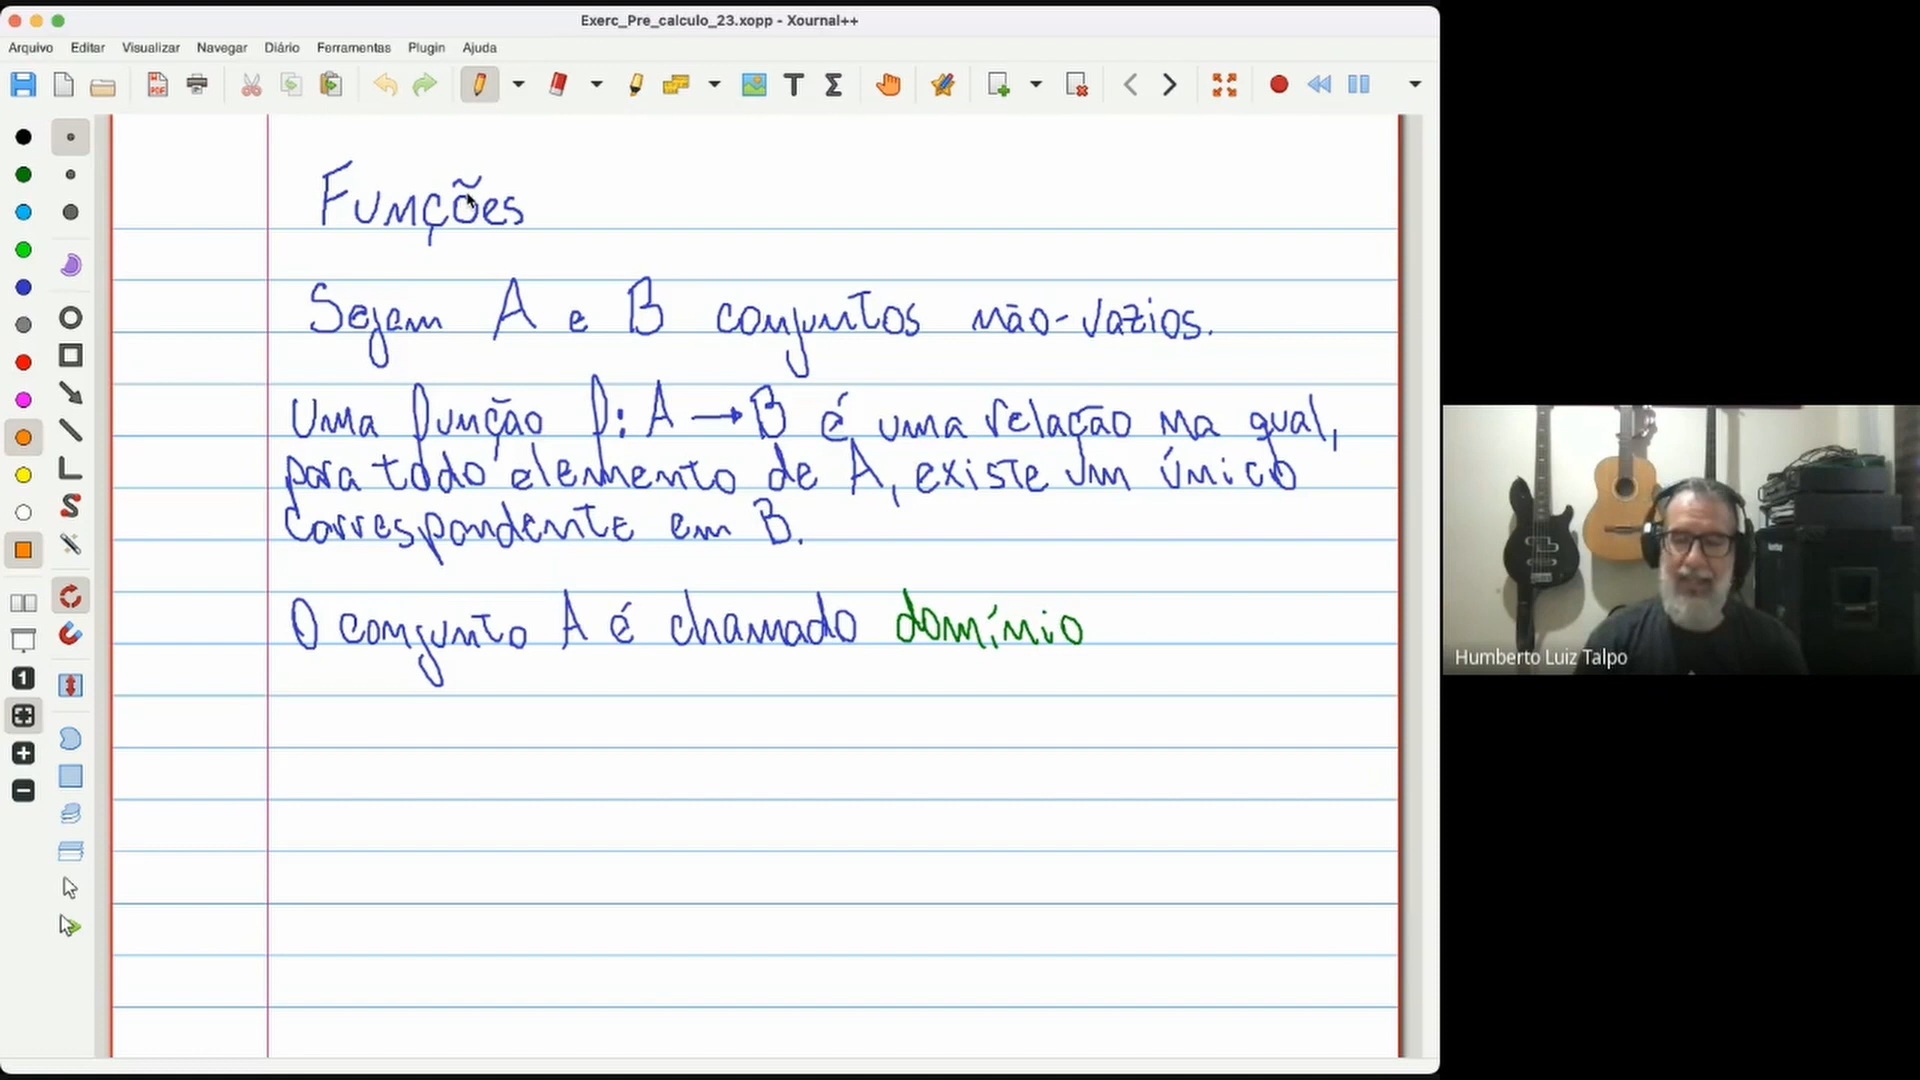 Exerc_Pre_calculo_23.xopp - Xournal++
Arquivo Editar Visualizar Navegar Diário Ferramentas Plugin Ajuda
Funções
Sejam A e B conjuntos não-vazios.
Uma função f: A → B é uma relação na qual,
para todo elemento de A, existe um único
correspondente em B.
O conjunto A é chamado domínio
Humberto Luiz Talpo